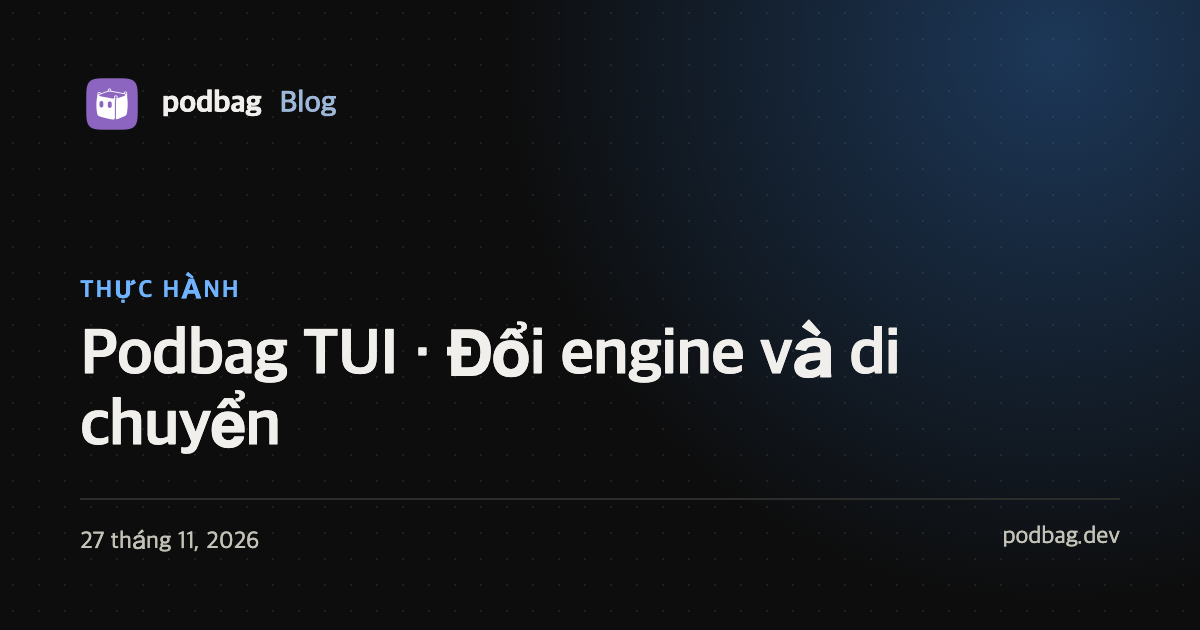 podbag Blog
THỰC HÀNH
Podbag TUI · Đổi engine và di
chuyển
27 tháng 11, 2026
podbag.dev